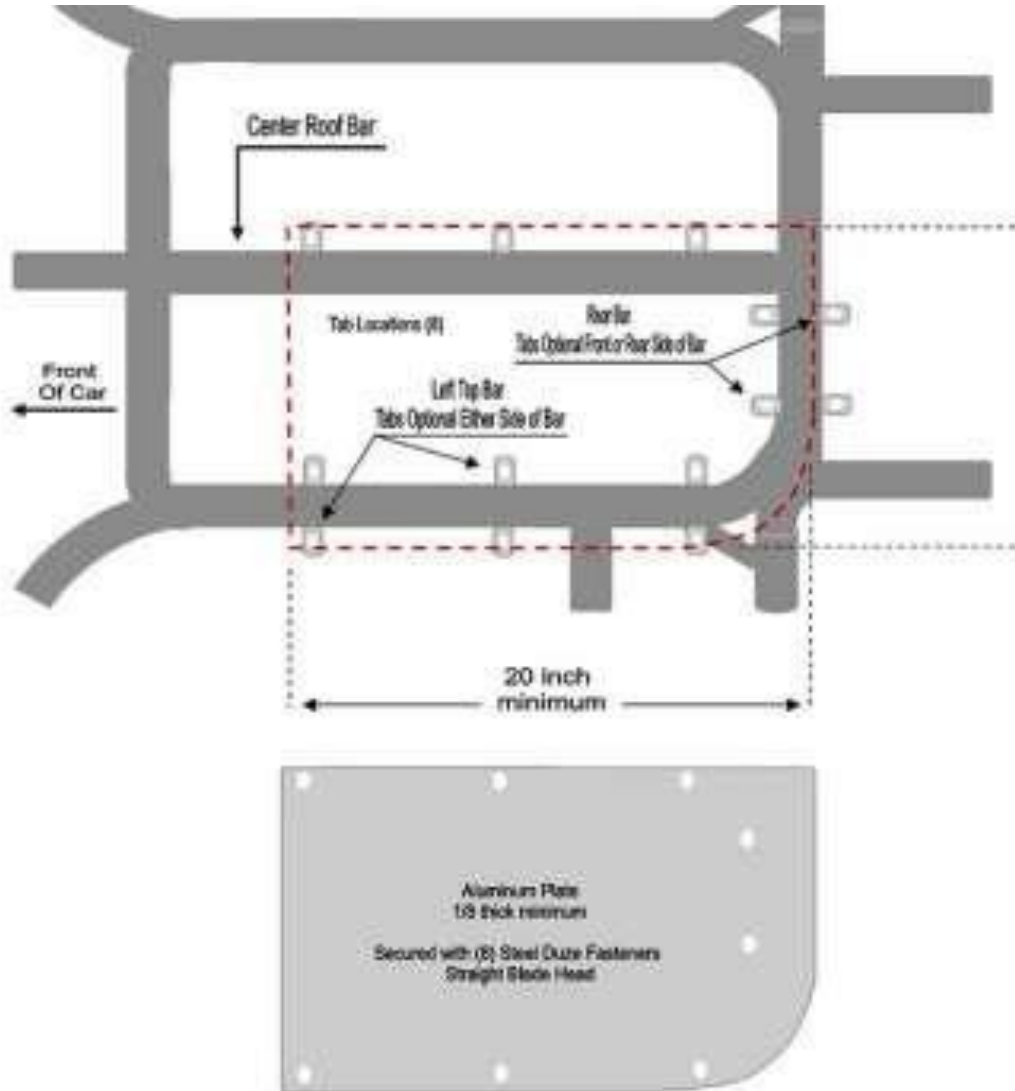 Center Roof Bar
Tab Locations (8)
Rear Bar
Tabs Optional Front or Rear Side of Bar
Front
Of Car
Left Top Bar
Tabs Optional Either Side of Bar
20 inch
minimum
Aluminum Plate
1/8 thick minimum
Secured with (8) Steel Duze Fasteners
Straight Blade Head